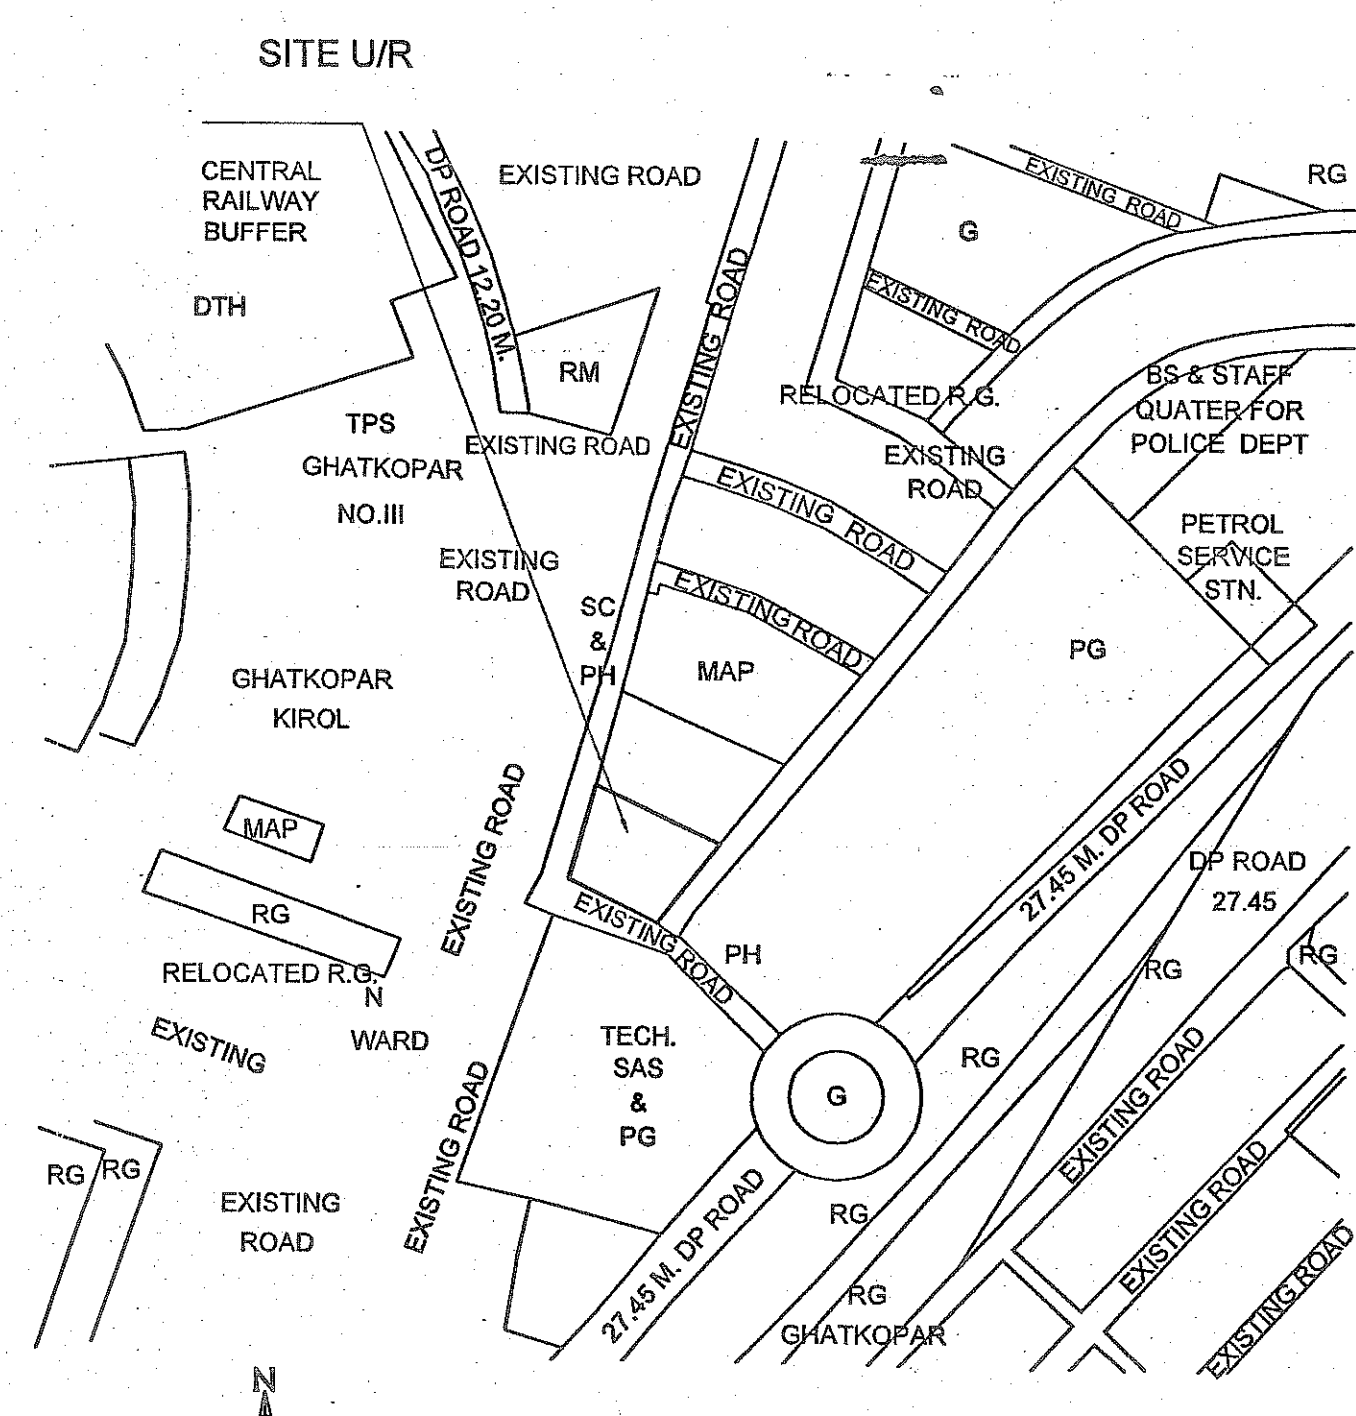 SITE U/R
CENTRAL
RAILWAY
BUFFER
DTH
DP ROAD 12.20 M.
EXISTING ROAD
RM
EXISTING ROAD
EXISTING ROAD
EXISTING ROAD
RG
G
EXISTING ROAD
RELOCATED R.G.
EXISTING
ROAD
BS & STAFF
QUATER FOR
POLICE DEPT
PETROL
SERVICE
STN.
TPS
GHATKOPAR
NO.III
EXISTING
ROAD
EXISTING ROAD
EXISTING ROAD
SC
&
PH
MAP
PG
GHATKOPAR
KIROL
MAP
RG
RELOCATED R.G,
N
WARD
EXISTING
EXISTING ROAD
EXISTING ROAD
PH
27.45 M. DP ROAD
DP ROAD
27.45
RG
RG
RG
TECH.
SAS
&
PG
G
EXISTING ROAD
EXISTING ROAD
EXISTING ROAD
EXISTING ROAD
RG
RG
EXISTING
ROAD
27.45 M. DP ROAD
RG
RG
GHATKOPAR
N